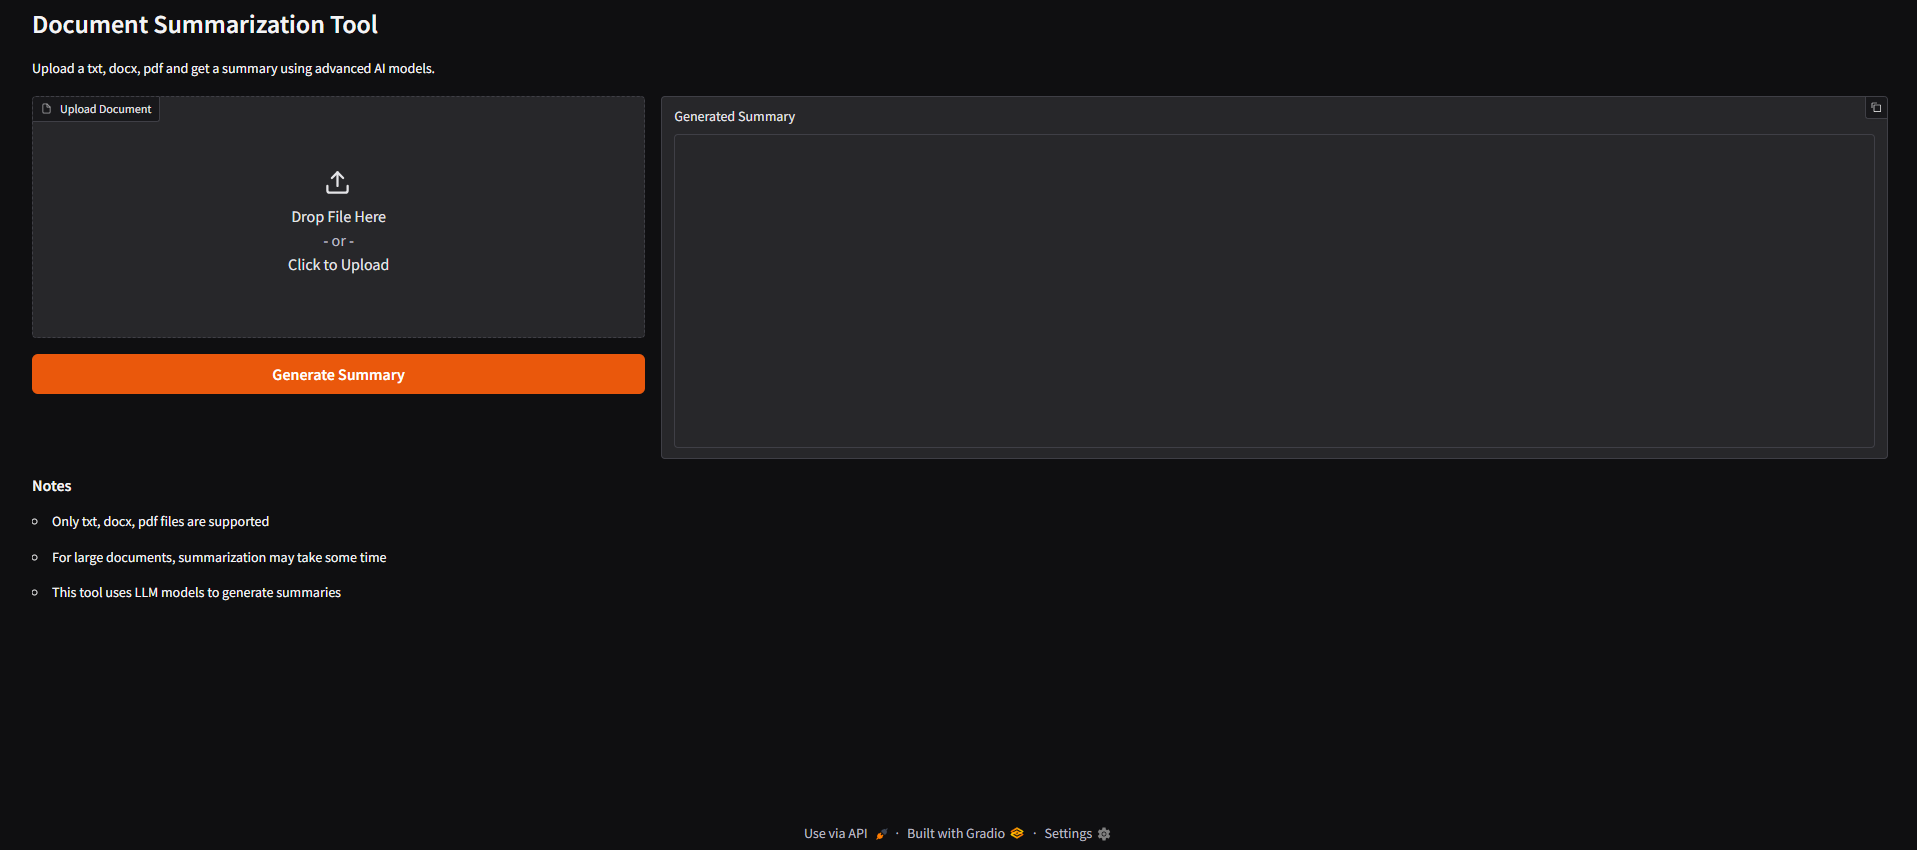 Document Summarization Tool
Upload a txt, docx, pdf and get a summary using advanced AI models.
Upload Document
Drop File Here
- or -
Click to Upload
Generate Summary
Generated Summary
Notes
Only txt, docx, pdf files are supported
For large documents, summarization may take some time
This tool uses LLM models to generate summaries
Use via API · Built with Gradio · Settings